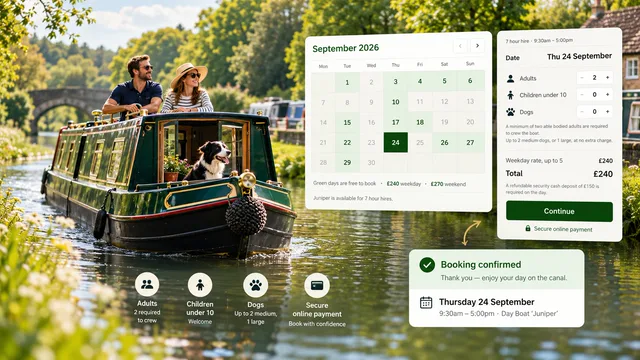 September 2026
Mon Tue Wed Thu Fri Sat Sun
1 2 3 4 5 6
7 8 9 10 11 12 13
14 15 16 17 18 19 20
21 22 23 24 25 26 27
28 29 30
Green days are free to book • £240 weekday • £270 weekend
Juniper is available for 7 hour hires.
7 hour hire · 9:30am – 5:00pm
Date Thu 24 September
Adults - 2 +
Children under 10 - 0 +
Dogs - 0 +
A minimum of two able bodied adults are required
to crew the boat.
Up to 2 medium dogs, or 1 large, at no extra charge.
Weekday rate, up to 5 £240
Total £240
A refundable security cash deposit of £150 is required
on the day.
Continue
Secure online payment
Booking confirmed
Thank you — enjoy your day on the canal.
Thursday 24 September
9:30am – 5:00pm · Day Boat 'Juniper'
Adults
2 required
to crew
Children
under 10
Welcome
Dogs
Up to 2 medium,
1 large
Secure
online payment
Book with confidence